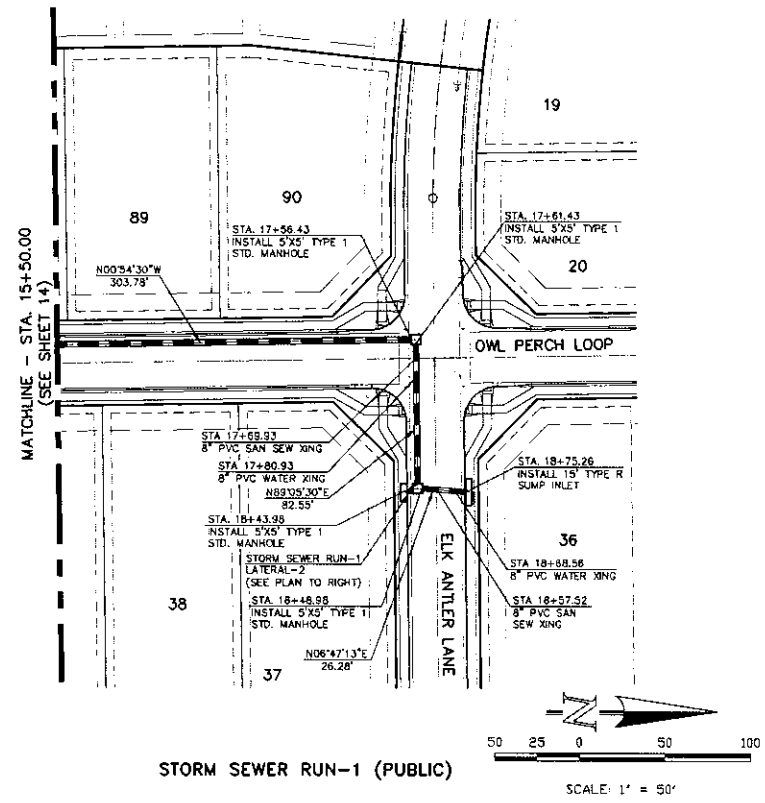 19
90
89
STA. 17+56.43
INSTALL 5'X5' TYPE 1
STD. MANHOLE
STA. 17+61.43
INSTALL 5'X5' TYPE 1
STD. MANHOLE
20
N00°54'30"W
303.78'
MATCHLINE - STA. 15+50.00
(SEE SHEET 14)
OWL PERCH LOOP
STA 17+69.93
8" PVC SAN SEW XING
STA 17+80.93
8" PVC WATER XING
N89°05'30"E
82.55'
STA. 18+43.98
INSTALL 5'X5' TYPE 1
STD. MANHOLE
STORM SEWER RUN-1
LATERAL-2
(SEE PLAN TO RIGHT)
STA. 18+48.98
INSTALL 5'X5' TYPE 1
STD. MANHOLE
N06°47'13"E
26.28'
STA. 18+75.26
INSTALL 15' TYPE R
SUMP INLET
36
STA 18+68.56
8" PVC WATER XING
STA 18+57.52
8" PVC SAN
SEW XING
ELK ANTLER LANE
38
37
N
50 25 0 50 100
SCALE: 1" = 50'
STORM SEWER RUN-1 (PUBLIC)